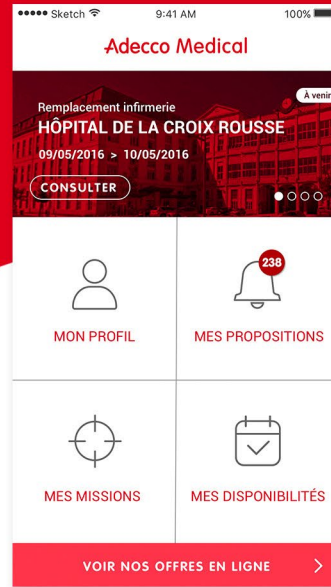 Sketch 9:41 AM 100%
Adecco Medical
À venir
Remplacement infirmerie
HÔPITAL DE LA CROIX ROUSSE
09/05/2016 > 10/05/2016
CONSULTER
238
MON PROFIL MES PROPOSITIONS
MES MISSIONS MES DISPONIBILITÉS
VOIR NOS OFFRES EN LIGNE